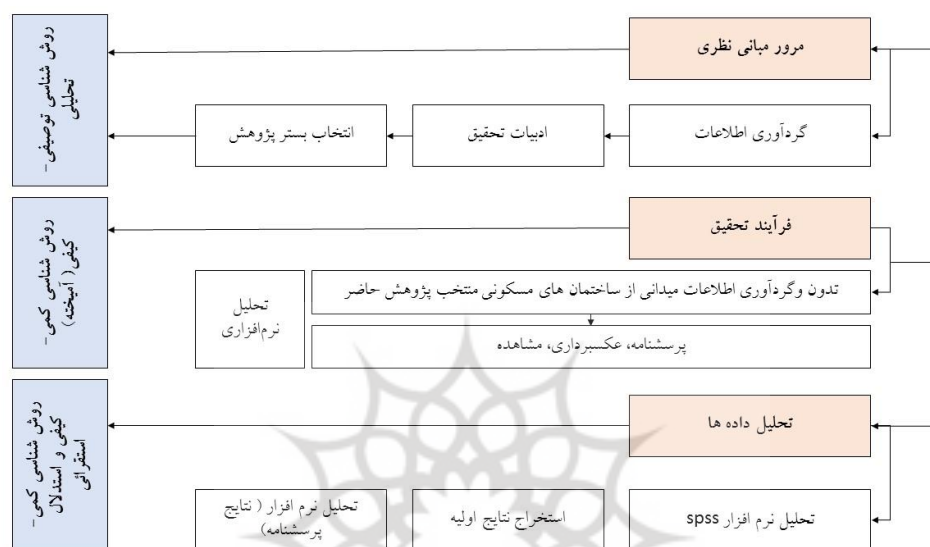 مرور مبانی نظری
روش شناسی توصیفی-
تحلیلی
گردآوری اطلاعات
ادبیات تحقیق
انتخاب بستر پژوهش
فرآیند تحقیق
روش شناسی کمی-
کیفی( آمیخته)
تدون وگردآوری اطلاعات میدانی از ساختمان های مسکونی منتخب پژوهش حاضر
پرسشنامه، عکسبرداری، مشاهده
تحلیل
نرم‌افزاری
تحلیل داده ها
روش شناسی کمی-
کیفی و استدلال
استقرائی
تحلیل نرم افزار spss
استخراج نتایج اولیه
تحلیل نرم افزار ( نتایج
پرسشنامه)